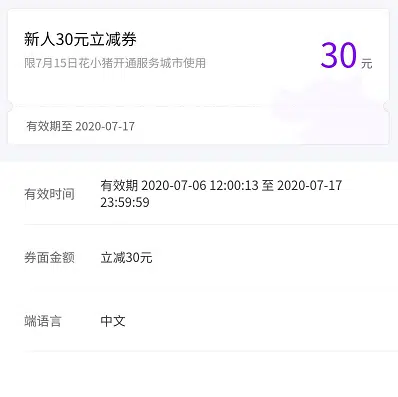 新人30元立减券
限7月15日花小猪开通服务城市使用
30 元
有效期至 2020-07-17
有效时间
有效期 2020-07-06 12:00:13 至 2020-07-17
23:59:59
券面金额
立减30元
端语言
中文